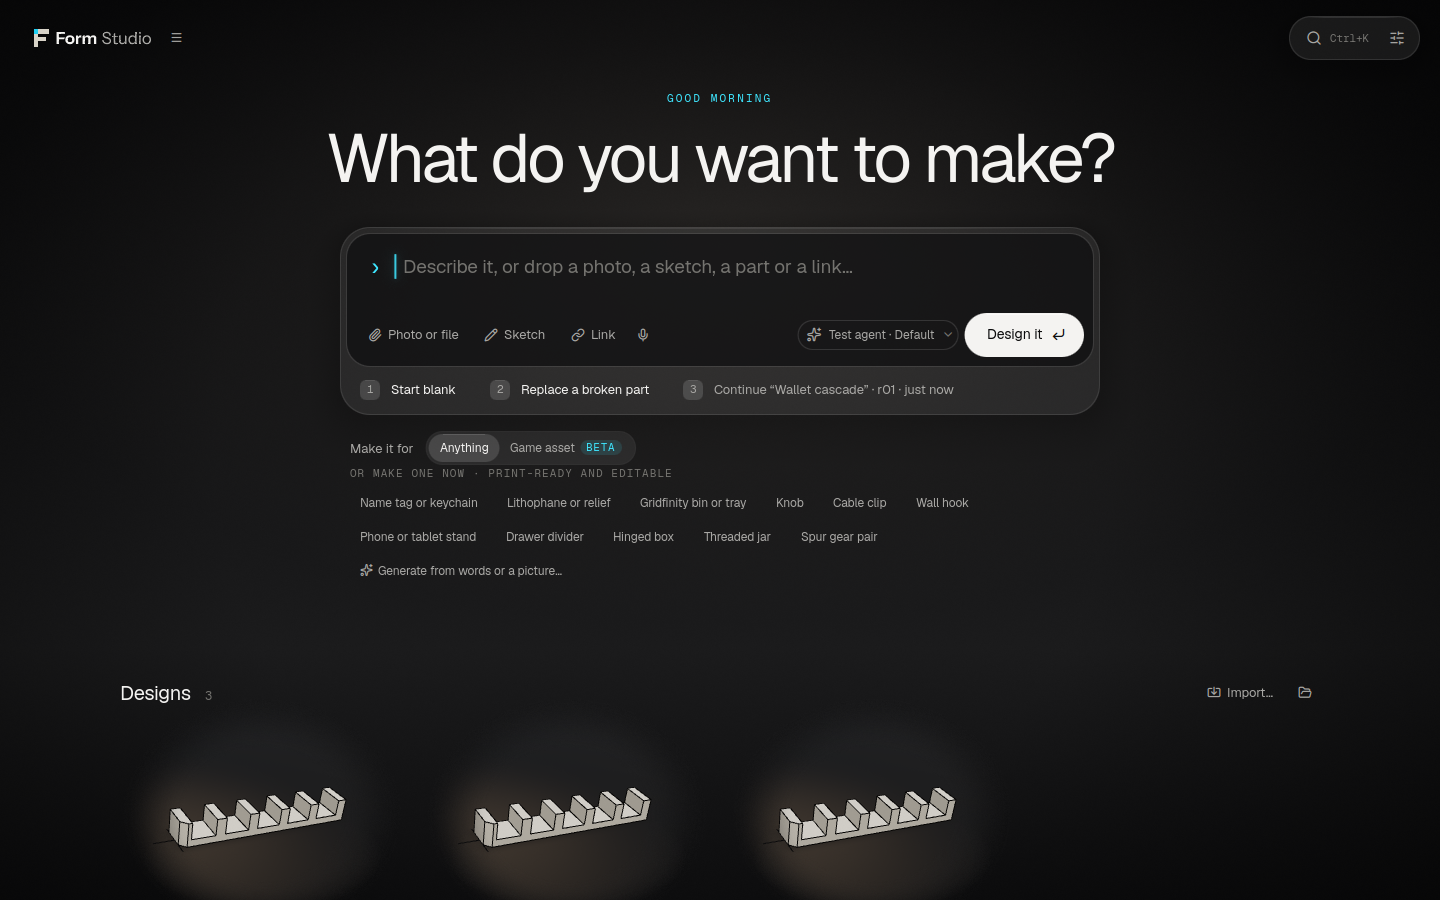 Form Studio
Ctrl+K
GOOD MORNING
What do you want to make?
Describe it, or drop a photo, a sketch, a part or a link...
Photo or file Sketch Link Test agent · Default Design it
1 Start blank 2 Replace a broken part 3 Continue “Wallet cascade” · r01 · just now
Make it for Anything Game asset BETA
OR MAKE ONE NOW · PRINT-READY AND EDITABLE
Name tag or keychain Lithophane or relief Gridfinity bin or tray Knob Cable clip Wall hook
Phone or tablet stand Drawer divider Hinged box Threaded jar Spur gear pair
Generate from words or a picture...
Designs 3 Import...